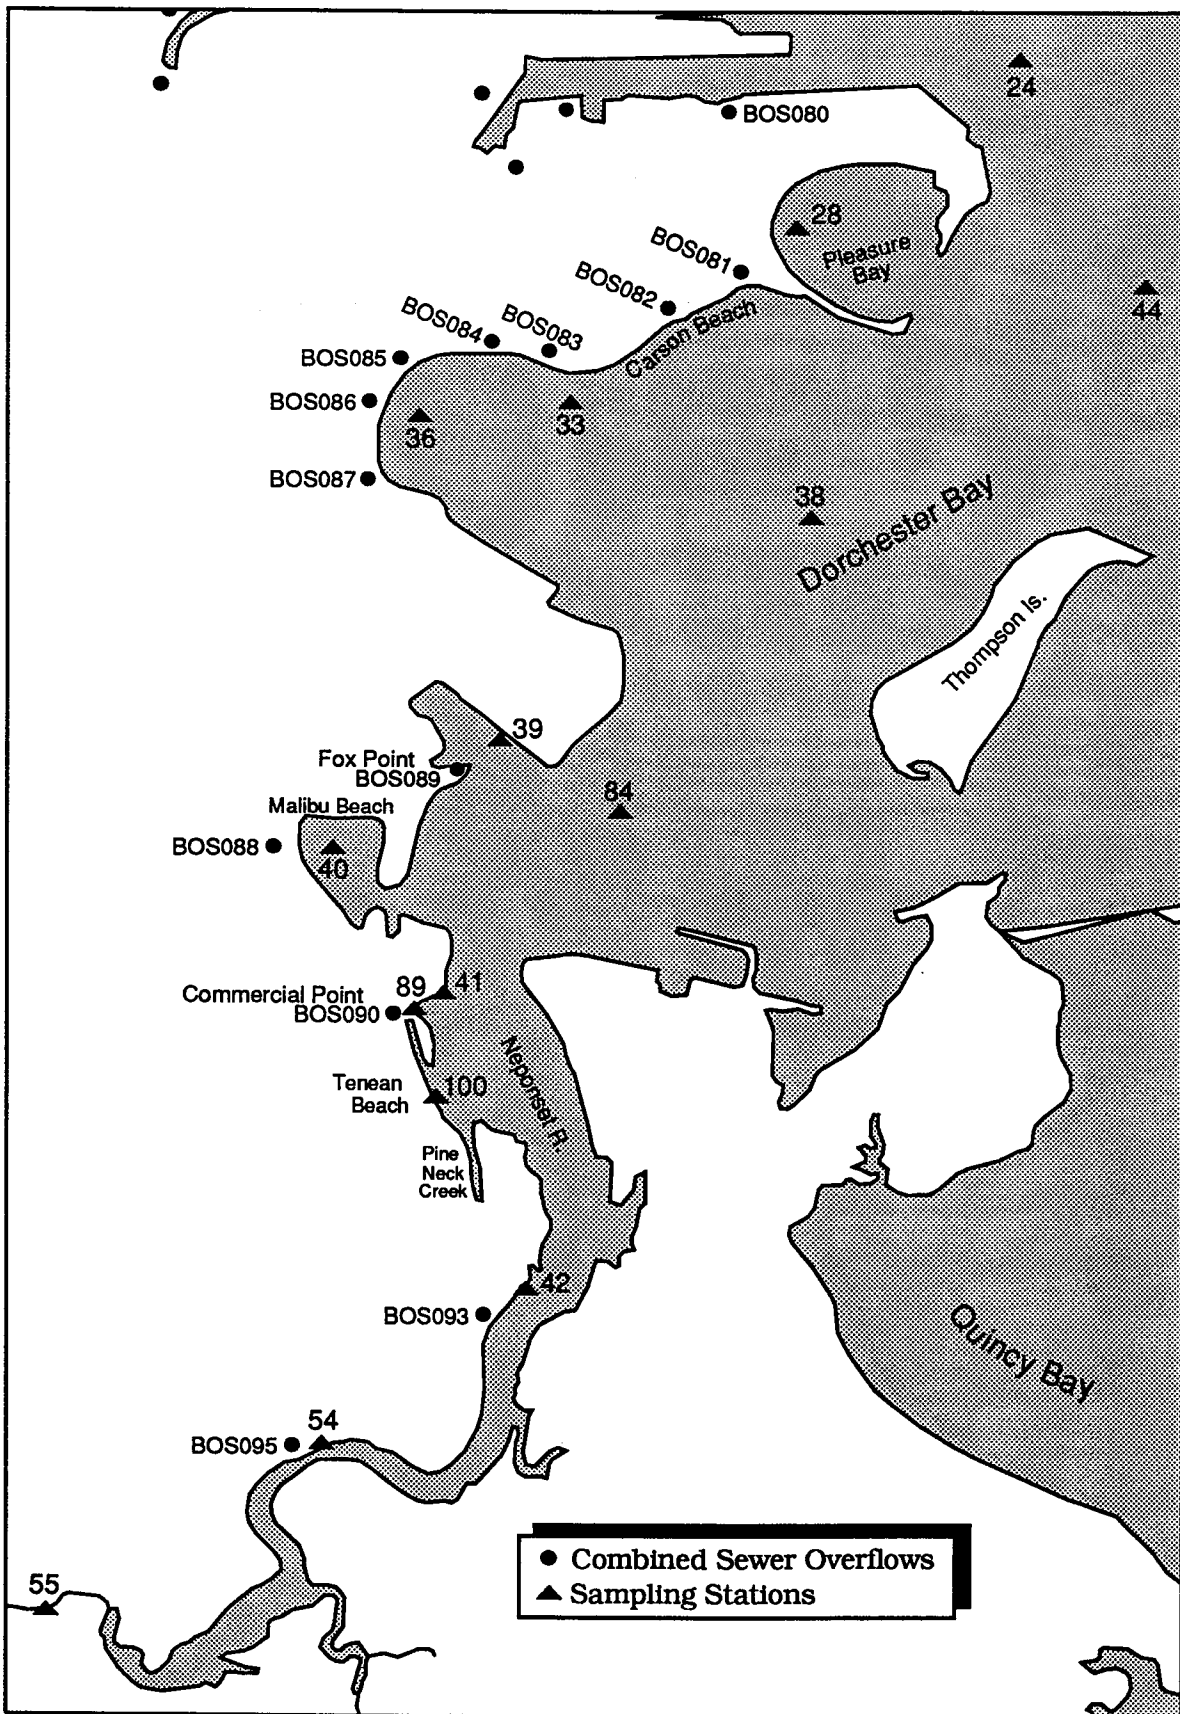 24
BOS080
28
BOS081
Pleasure
Bay
BOS082
44
BOS084
BOS083
Carson Beach
BOS085
BOS086
33
36
BOS087
38
Dorchester Bay
Thompson Is.
39
Fox Point
BOS089
84
Malibu Beach
BOS088
40
89
41
Commercial Point
BOS090
Neponset R.
Tenean
Beach
100
Pine
Neck
Creek
42
BOS093
Quincy Bay
54
BOS095
Combined Sewer Overflows
55
Sampling Stations